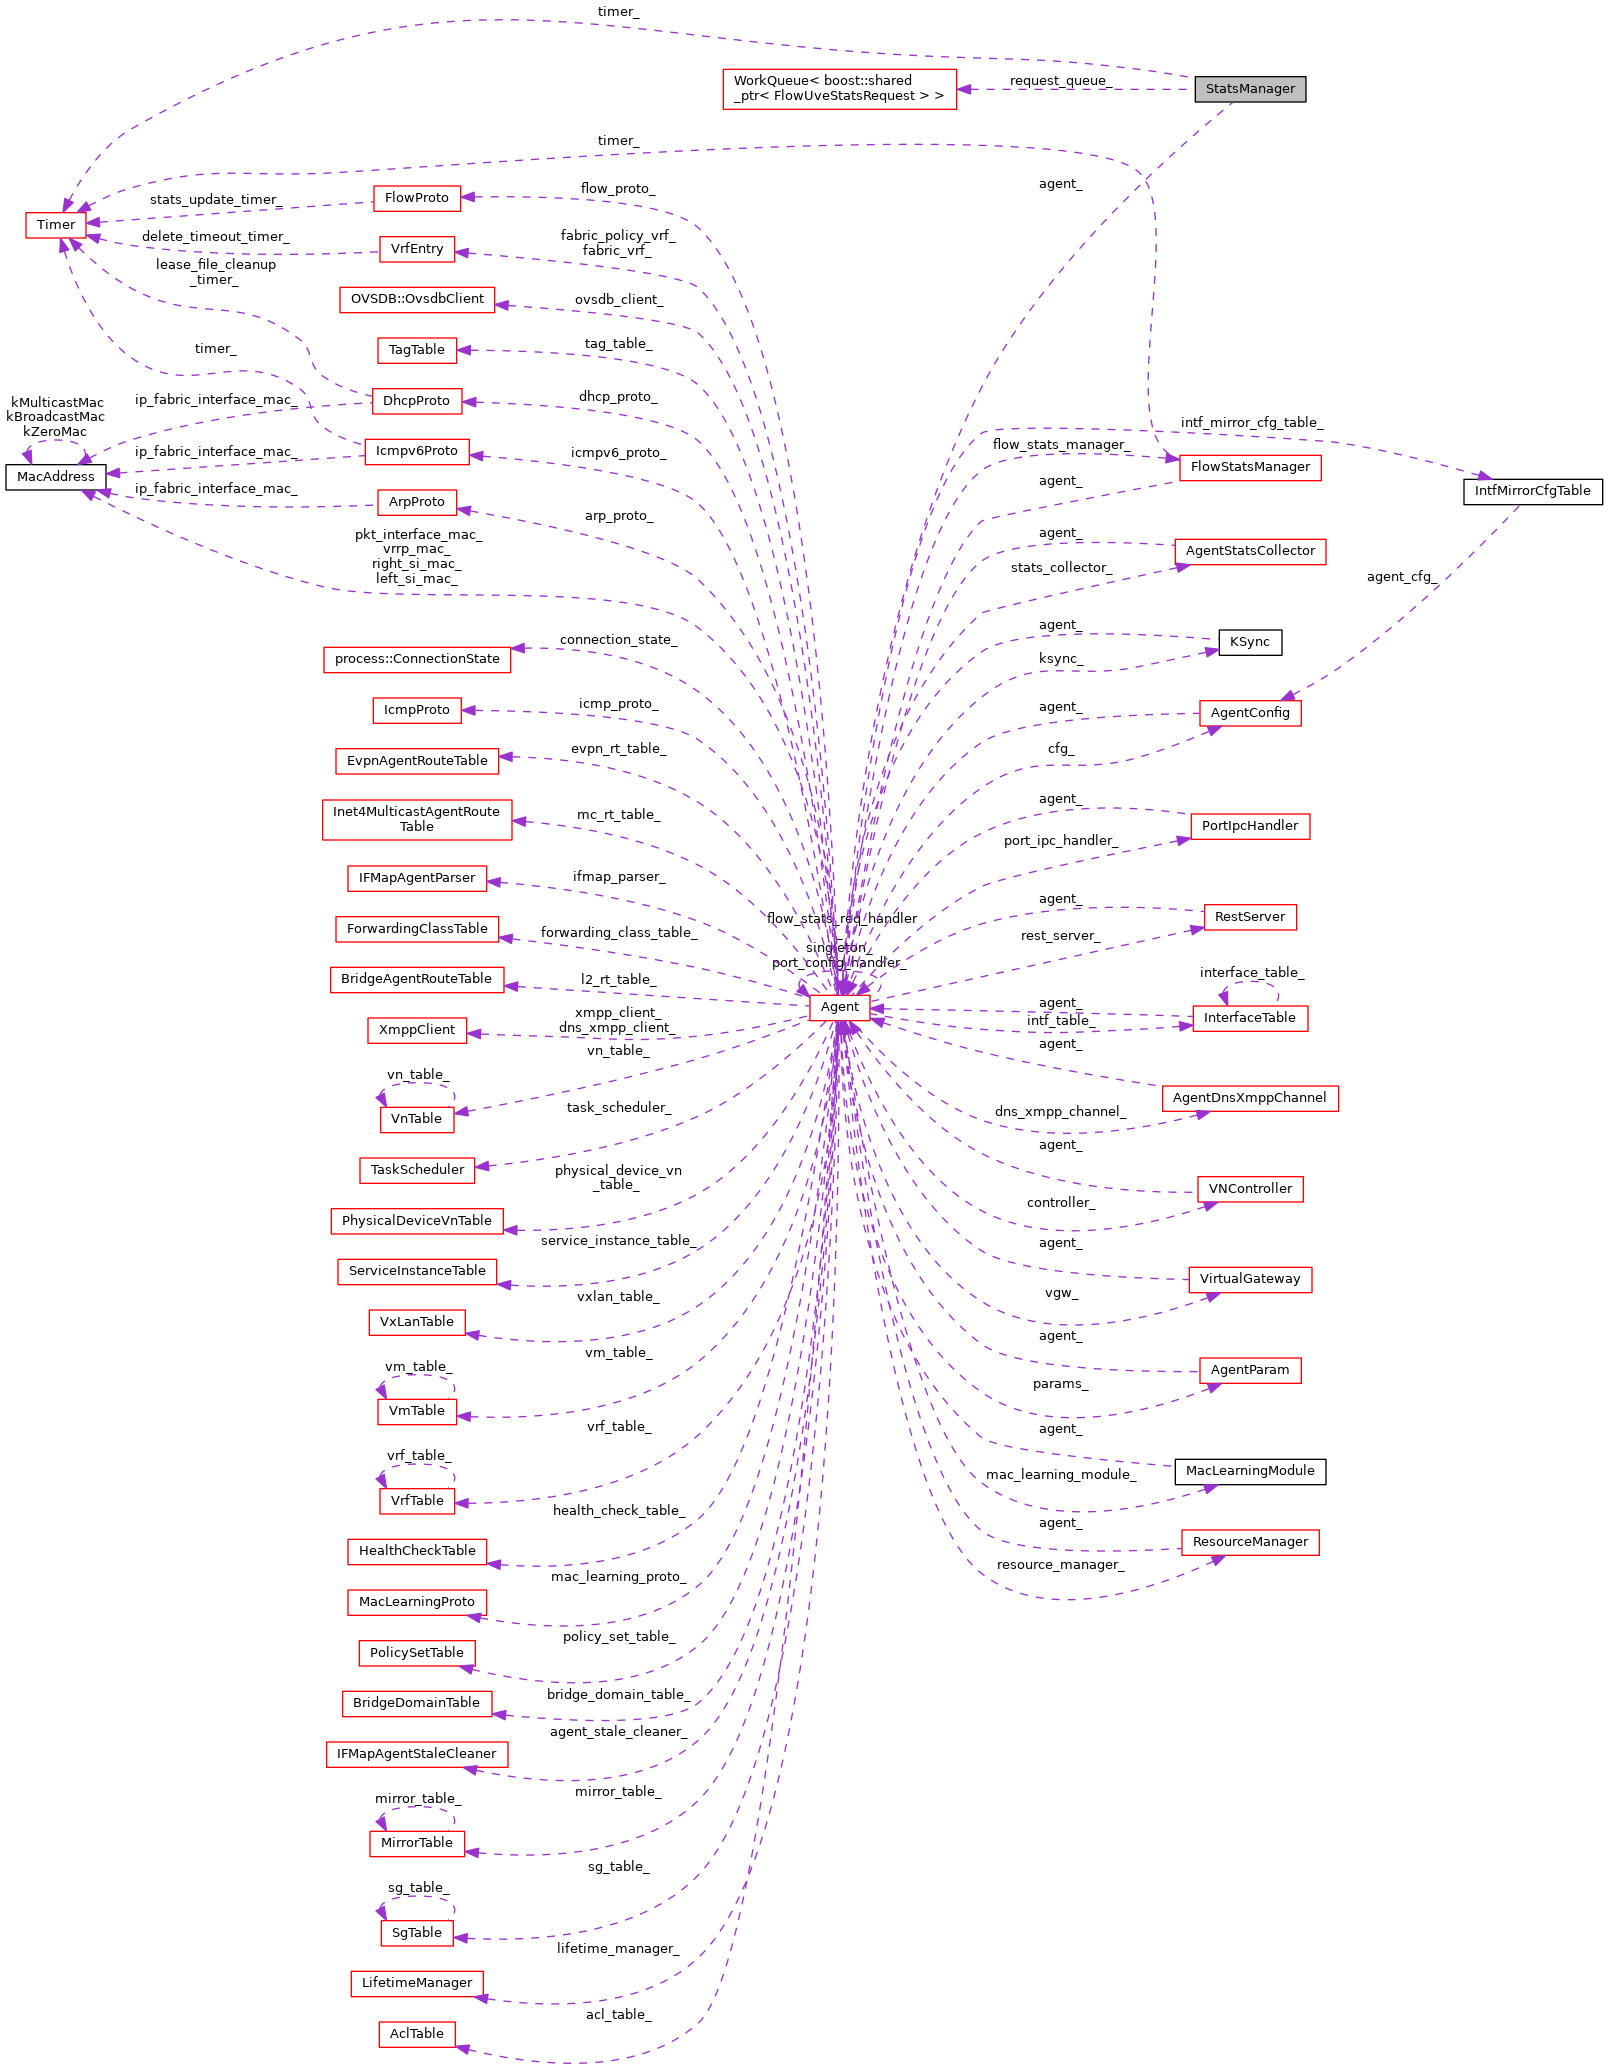 timer_
WorkQueue< boost::shared
_ptr< FlowUveStatsRequest > >
request_queue_
StatsManager
timer_
agent_
Timer
stats_update_timer_
FlowProto
flow_proto_
delete_timeout_timer_
VrfEntry
fabric_policy_vrf_
fabric_vrf_
lease_file_cleanup
_timer_
OVSDB::OvsdbClient
ovsdb_client_
timer_
TagTable
tag_table_
kMulticastMac
kBroadcastMac
kZeroMac
MacAddress
ip_fabric_interface_mac_
DhcpProto
dhcp_proto_
ip_fabric_interface_mac_
Icmpv6Proto
icmpv6_proto_
ip_fabric_interface_mac_
ArpProto
arp_proto_
pkt_interface_mac_
vrrp_mac_
right_si_mac_
left_si_mac_
intf_mirror_cfg_table_
flow_stats_manager_
FlowStatsManager
IntfMirrorCfgTable
agent_
agent_
AgentStatsCollector
stats_collector_
agent_cfg_
process::ConnectionState
connection_state_
agent_
KSync
ksync_
IcmpProto
icmp_proto_
agent_
AgentConfig
cfg_
EvpnAgentRouteTable
evpn_rt_table_
Inet4MulticastAgentRoute
Table
mc_rt_table_
agent_
PortIpcHandler
port_ipc_handler_
IFMapAgentParser
ifmap_parser_
agent_
RestServer
rest_server_
ForwardingClassTable
forwarding_class_table_
flow_stats_req_handler
_
singleton_
port_config_handler_
Agent
BridgeAgentRouteTable
l2_rt_table_
interface_table_
agent_
InterfaceTable
intf_table_
XmppClient
xmpp_client_
dns_xmpp_client_
agent_
AgentDnsXmppChannel
dns_xmpp_channel_
vn_table_
vn_table_
VnTable
TaskScheduler
task_scheduler_
agent_
VNController
controller_
PhysicalDeviceVnTable
physical_device_vn
_table_
ServiceInstanceTable
service_instance_table_
agent_
VirtualGateway
vgw_
VxLanTable
vxlan_table_
agent_
AgentParam
params_
vm_table_
vm_table_
VmTable
vrf_table_
vrf_table_
VrfTable
agent_
MacLearningModule
mac_learning_module_
HealthCheckTable
health_check_table_
agent_
ResourceManager
resource_manager_
MacLearningProto
mac_learning_proto_
PolicySetTable
policy_set_table_
BridgeDomainTable
bridge_domain_table_
IFMapAgentStaleCleaner
agent_stale_cleaner_
mirror_table_
mirror_table_
MirrorTable
sg_table_
sg_table_
SgTable
LifetimeManager
lifetime_manager_
AclTable
acl_table_